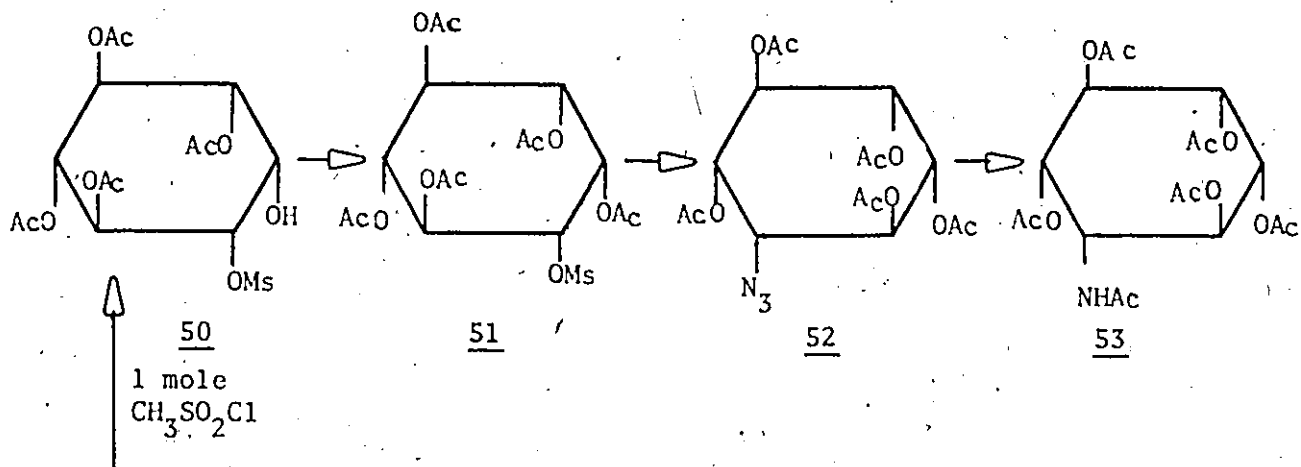 OAc OAc OAc OAc
AcO AcO AcO AcO
OAc OAc AcO AcO
AcO OH AcO OAc AcO OAc AcO OAc
OMs OMs N3 NHAc
50 51 52 53
1 mole
CH3SO2Cl